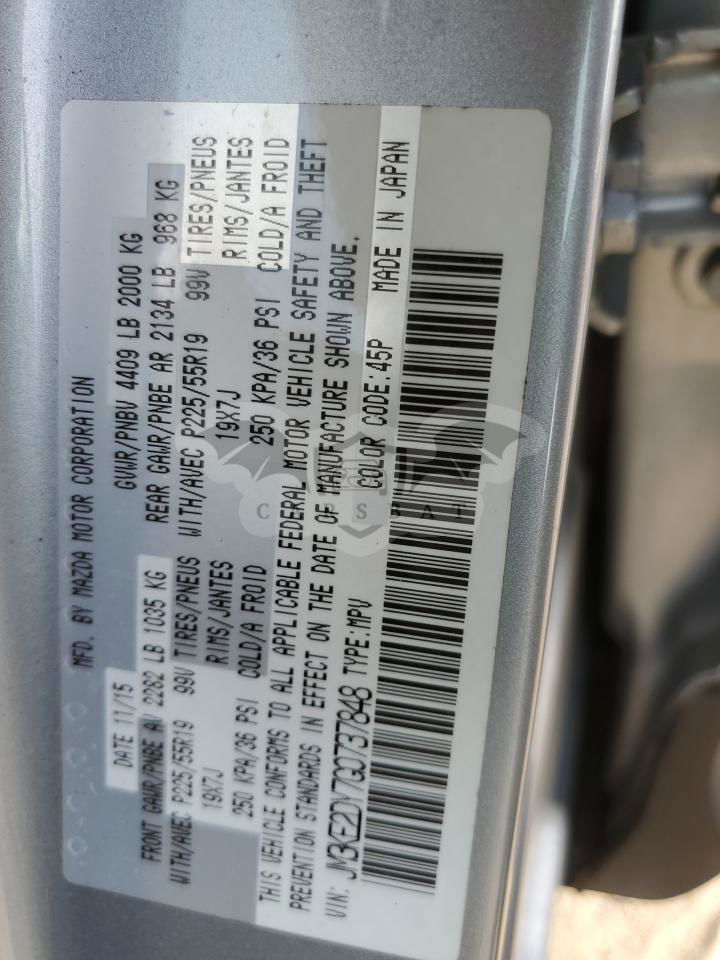 MFD. BY MAZDA MOTOR CORPORATION
DATE 11/15 GVWR/PNBV 4409 LB 2000 KG
FRONT GAWR/PNBE AV 2282 LB 1035 KG REAR GAWR/PNBE AR 2134 LB 968 KG
WITH/AVEC P225/55R19 99V TIRES/PNEUS WITH/AVEC P225/55R19 99V TIRES/PNEUS
19X7J RIMS/JANTES 19X7J RIMS/JANTES
250 KPA/36 PSI COLD/A FROID 250 KPA/36 PSI COLD/A FROID
THIS VEHICLE CONFORMS TO ALL APPLICABLE FEDERAL MOTOR VEHICLE SAFETY AND THEFT
PREVENTION STANDARDS IN EFFECT ON THE DATE OF MANUFACTURE SHOWN ABOVE.
VIN: JM3KE2DY7G0737848 TYPE:MPV COLOR CODE:45P MADE IN JAPAN